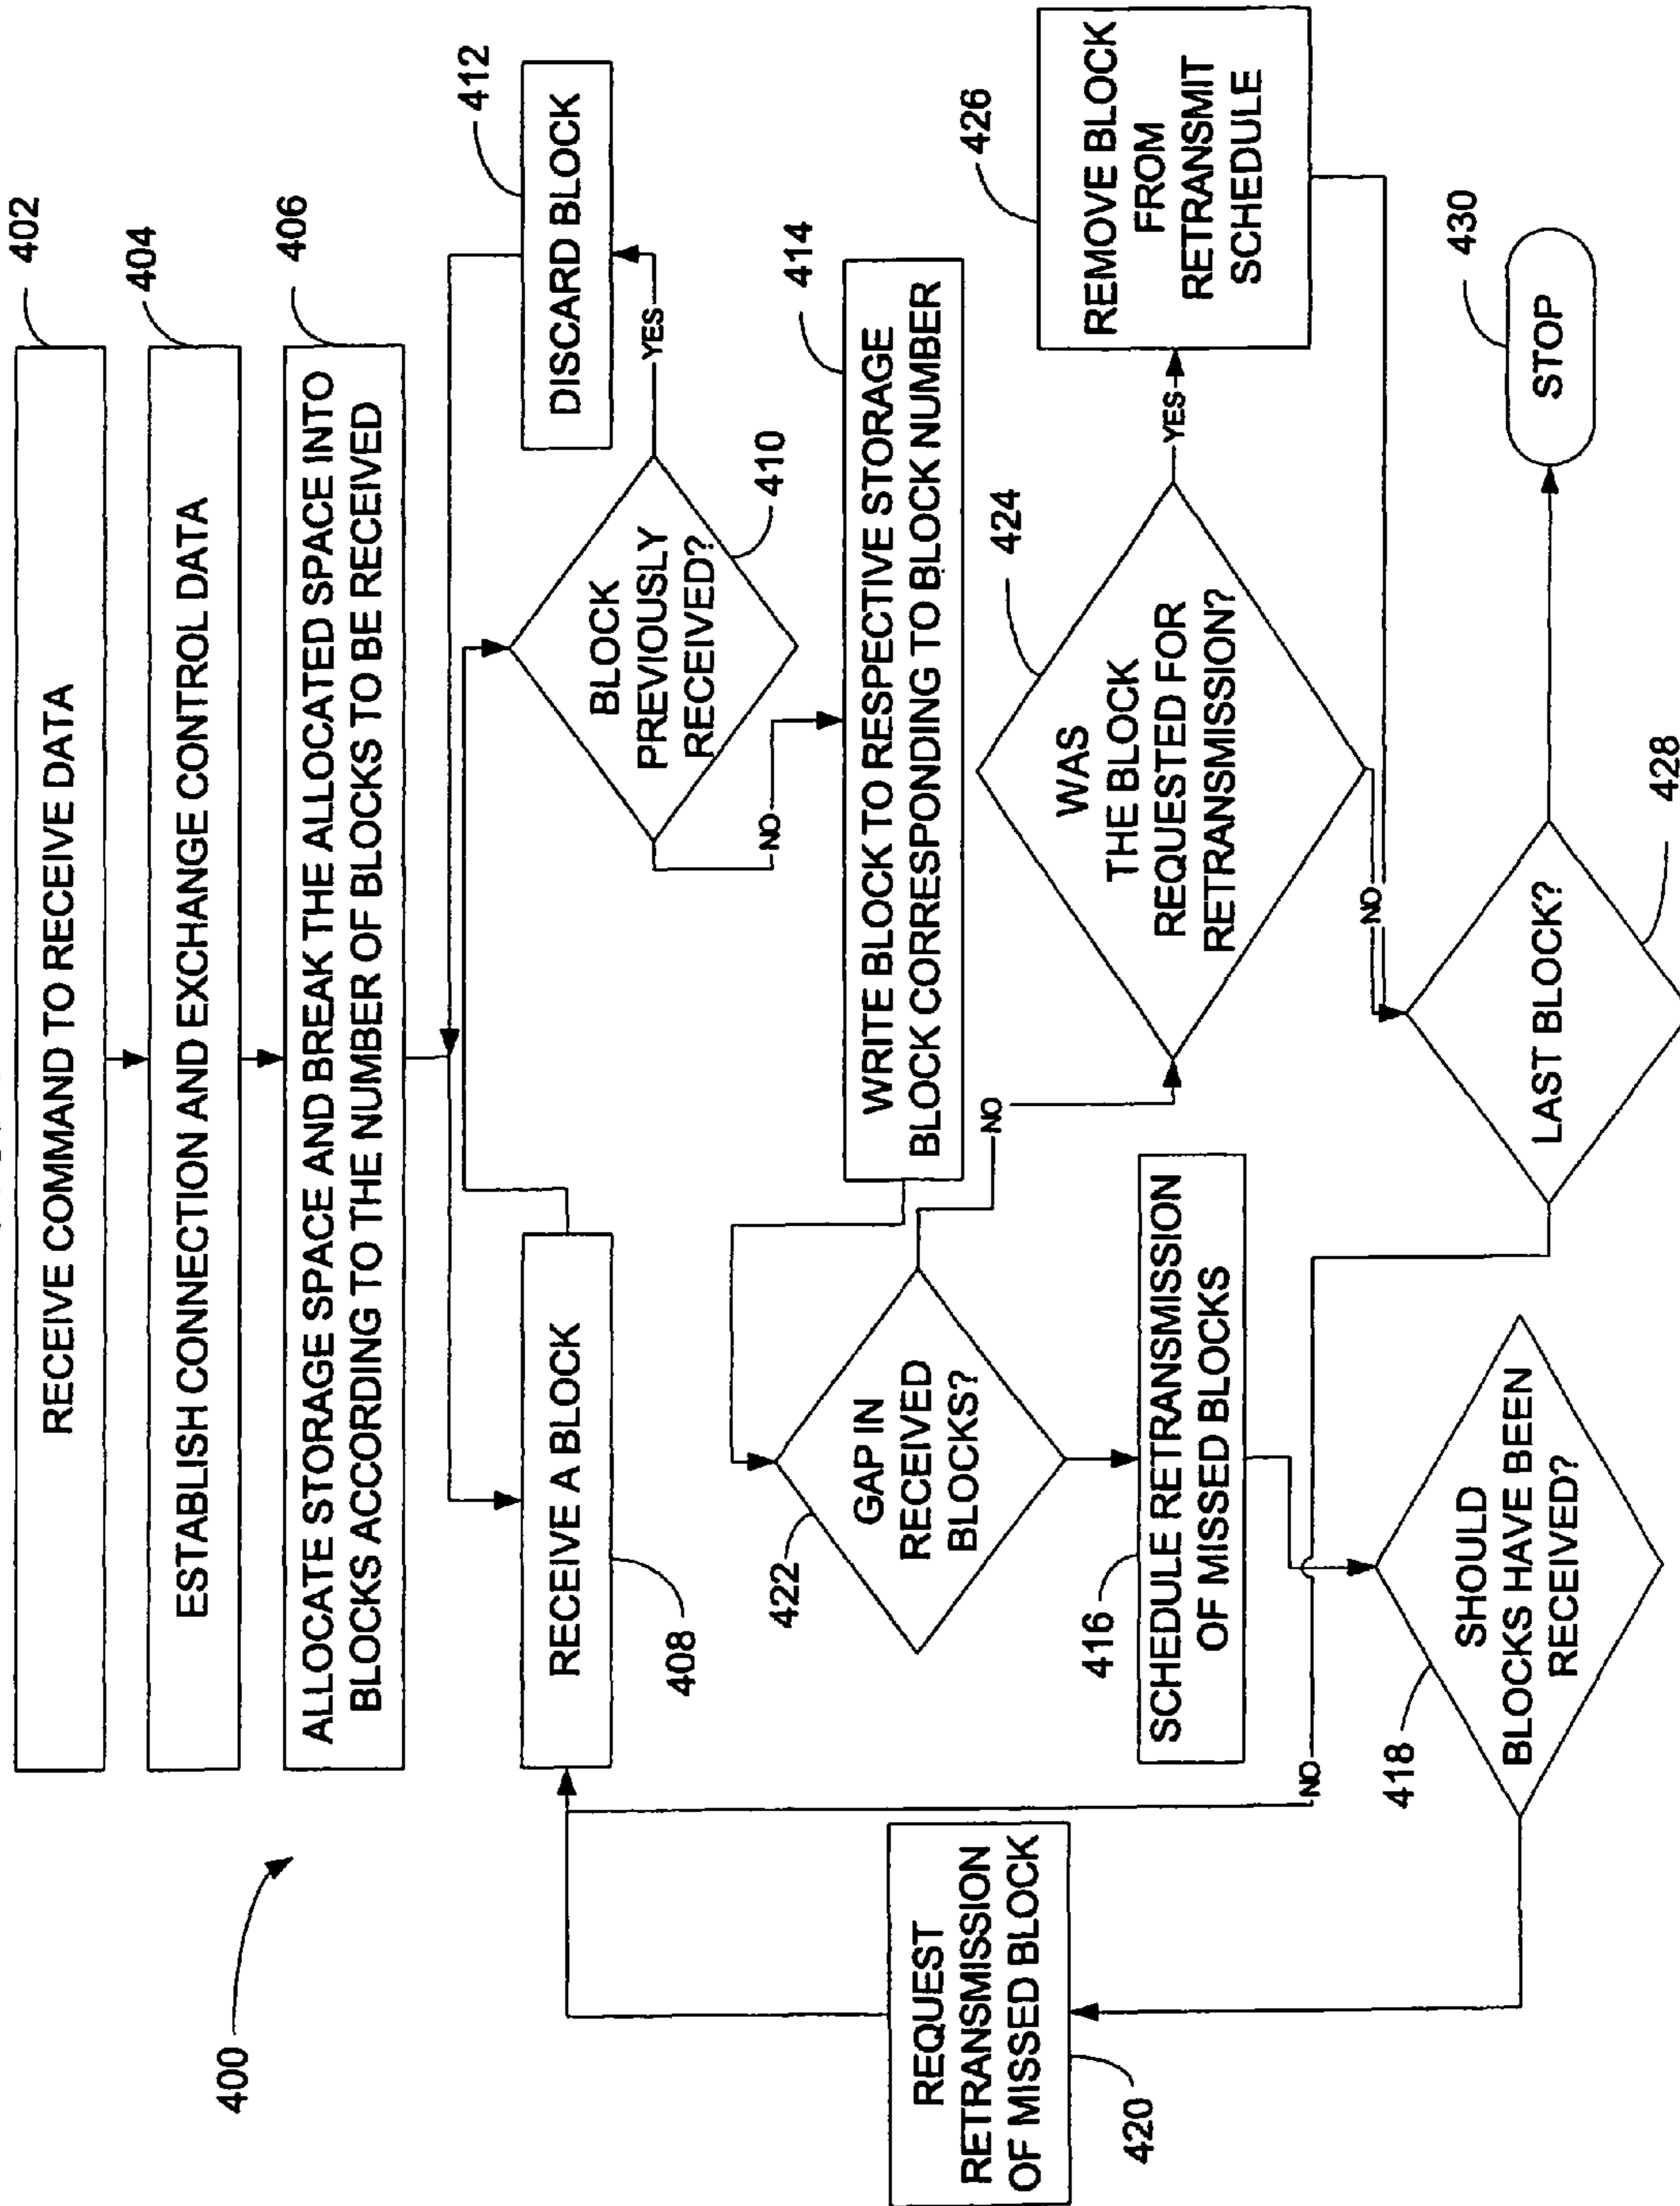 400
RECEIVE COMMAND TO RECEIVE DATA
402
ESTABLISH CONNECTION AND EXCHANGE CONTROL DATA
404
ALLOCATE STORAGE SPACE AND BREAK THE ALLOCATED SPACE INTO
BLOCKS ACCORDING TO THE NUMBER OF BLOCKS TO BE RECEIVED
406
RECEIVE A BLOCK
408
DISCARD BLOCK
412
YES
BLOCK
PREVIOUSLY
RECEIVED?
410
NO
WRITE BLOCK TO RESPECTIVE STORAGE
BLOCK CORRESPONDING TO BLOCK NUMBER
414
GAP IN
RECEIVED
BLOCKS?
422
NO
SCHEDULE RETRANSMISSION
OF MISSED BLOCKS
416
SHOULD
BLOCKS HAVE BEEN
RECEIVED?
418
REQUEST
RETRANSMISSION
OF MISSED BLOCK
420
NO
WAS
THE BLOCK
REQUESTED FOR
RETRANSMISSION?
424
YES
REMOVE BLOCK
FROM
RETRANSMIT
SCHEDULE
426
NO
LAST BLOCK?
428
STOP
430